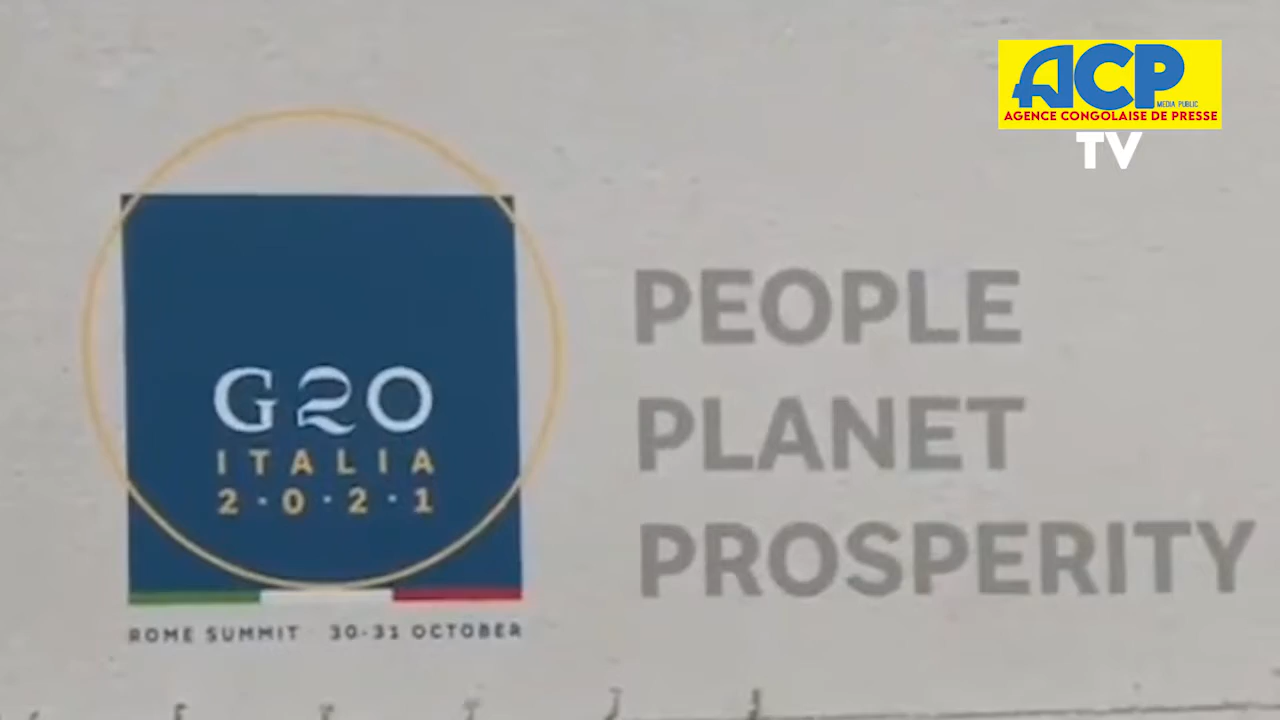 ACP
MEDIA PUBLIC
AGENCE CONGOLAISE DE PRESSE
TV
G20
ITALIA
2·0·2·1
ROME SUMMIT 30-31 OCTOBER
PEOPLE
PLANET
PROSPERITY